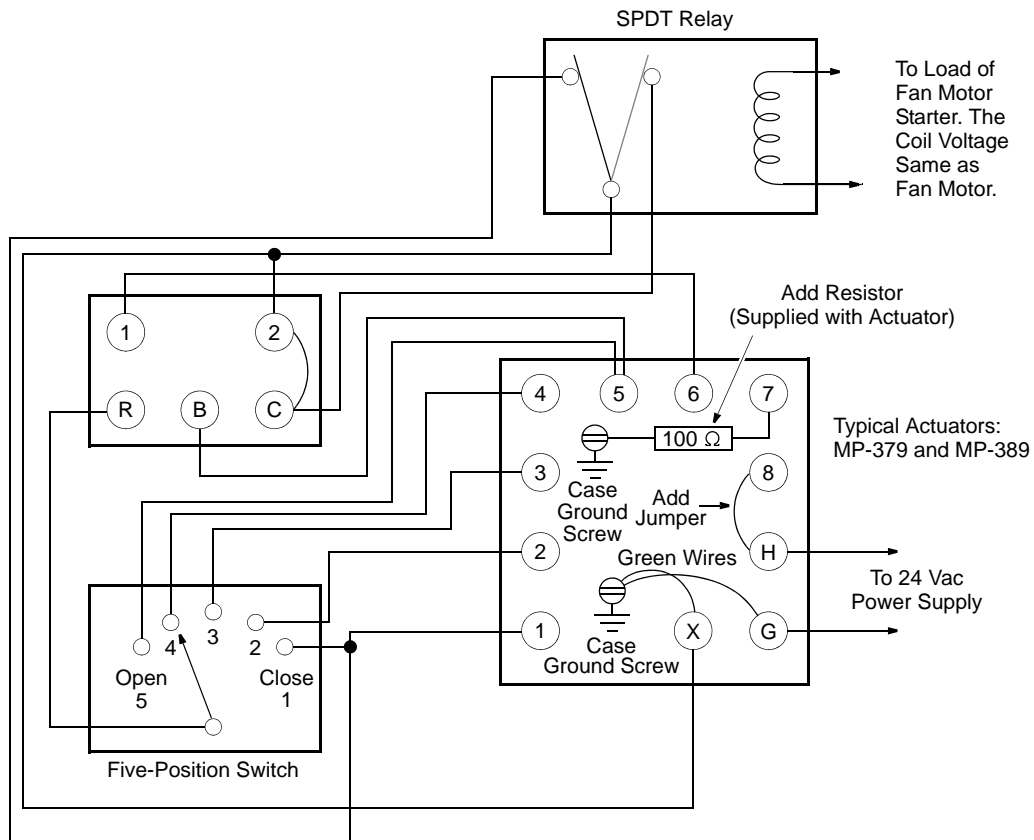 SPDT Relay
To Load of
Fan Motor
Starter. The
Coil Voltage
Same as
Fan Motor.
1
2
R
B
C
Add Resistor
(Supplied with Actuator)
4
5
6
7
100 Ω
Typical Actuators:
MP-379 and MP-389
3
Case
Ground
Screw
Add
Jumper
8
2
Green Wires
H
To 24 Vac
Power Supply
1
X
G
Case
Ground Screw
4
3
2
Open
5
Close
1
Five-Position Switch